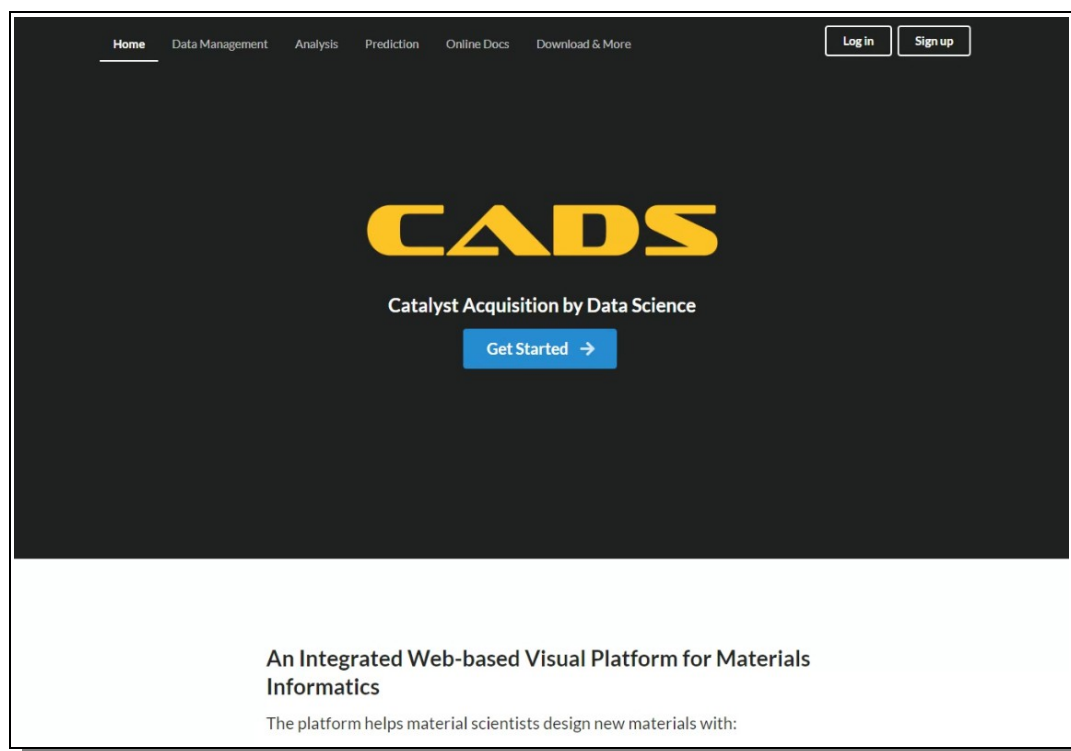 Home Data Management Analysis Prediction Online Docs Download & More Log in Sign up
CADS
Catalyst Acquisition by Data Science
Get Started →
An Integrated Web-based Visual Platform for Materials
Informatics
The platform helps material scientists design new materials with: